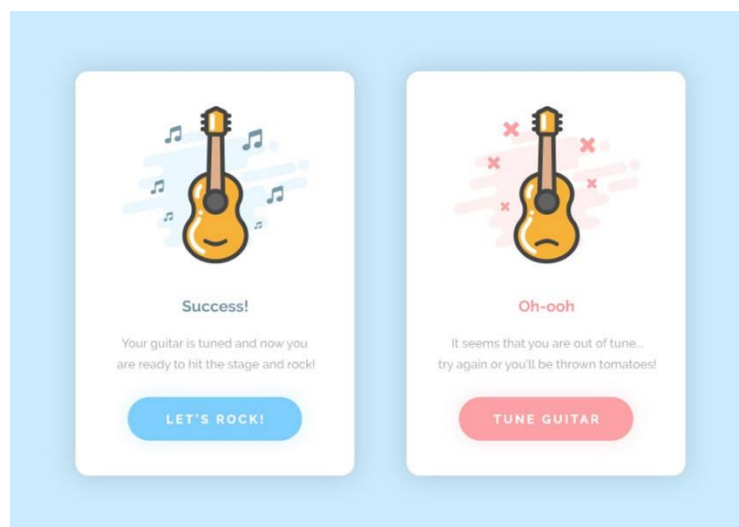 Success!
Your guitar is tuned and now you
are ready to hit the stage and rock!
LET'S ROCK!
Oh-ooh
It seems that you are out of tune...
try again or you'll be thrown tomatoes!
TUNE GUITAR